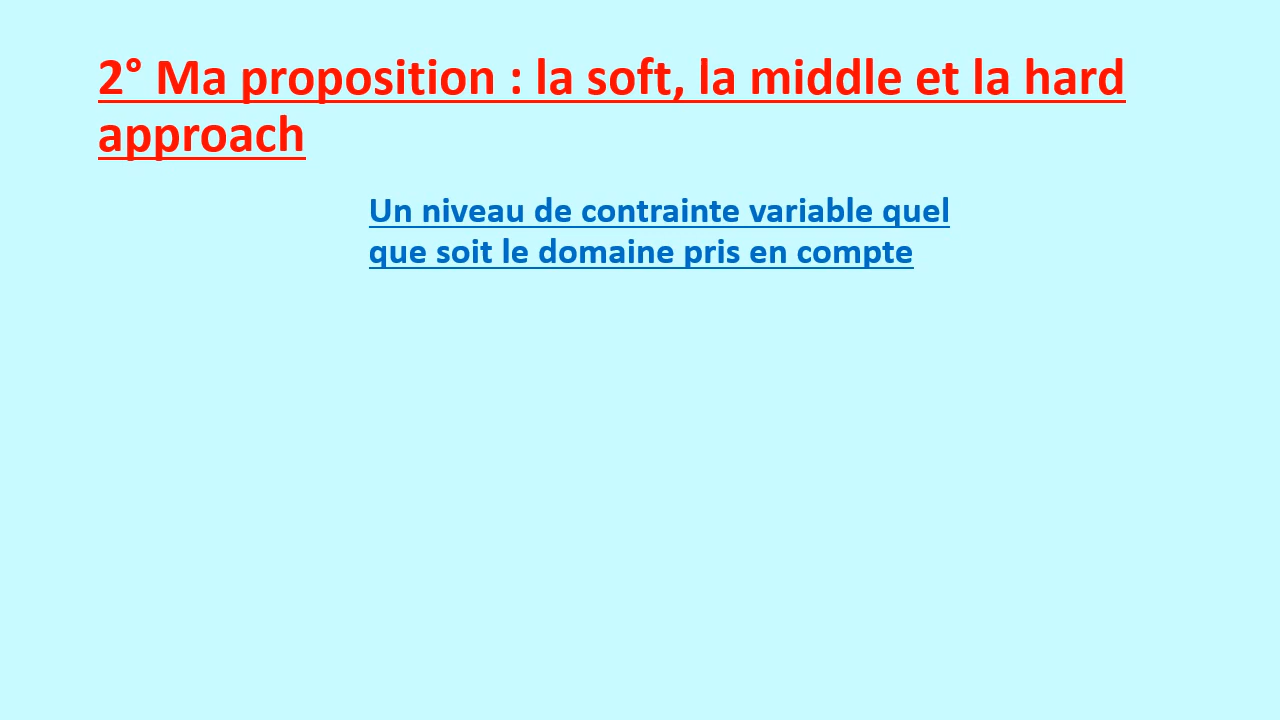 2° Ma proposition : la soft, la middle et la hard
approach
Un niveau de contrainte variable quel
que soit le domaine pris en compte